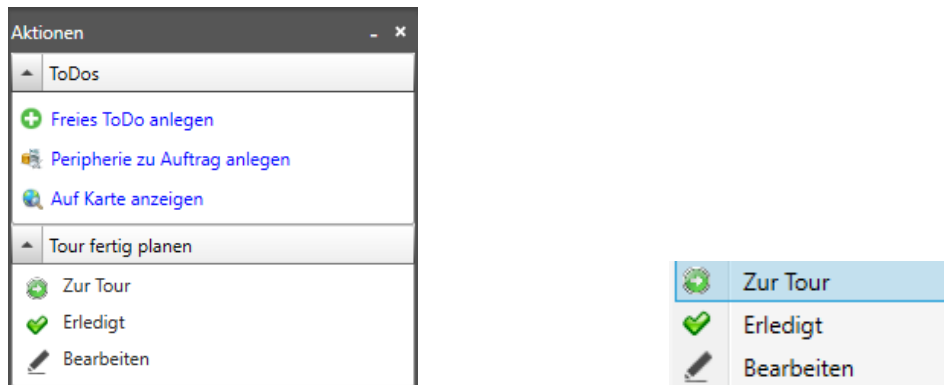 Aktionen
ToDos
Freies ToDo anlegen
Peripherie zu Auftrag anlegen
Auf Karte anzeigen
Tour fertig planen
Zur Tour
Erledigt
Bearbeiten
Zur Tour
Erledigt
Bearbeiten